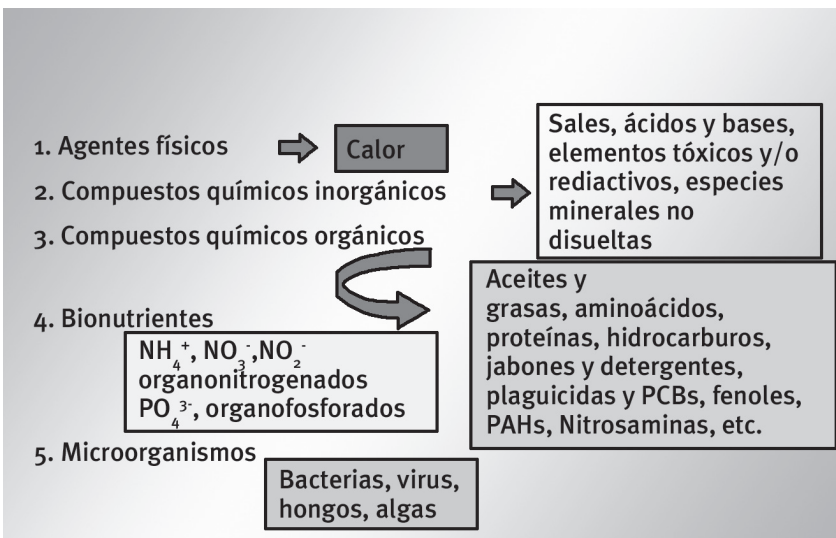 1. Agentes físicos
Calor
2. Compuestos químicos inorgánicos
Sales, ácidos y bases,
elementos tóxicos y/o
rediactivos, especies
minerales no
disueltas
3. Compuestos químicos orgánicos
Aceites y
grasas, aminoácidos,
proteínas, hidrocarburos,
jabones y detergentes,
plaguicidas y PCBs, fenoles,
PAHs, Nitrosaminas, etc.
4. Bionutrientes
NH₄⁺, NO₃⁻,NO₂⁻
organonitrogenados
PO₄³⁻, organofosforados
5. Microorganismos
Bacterias, virus,
hongos, algas